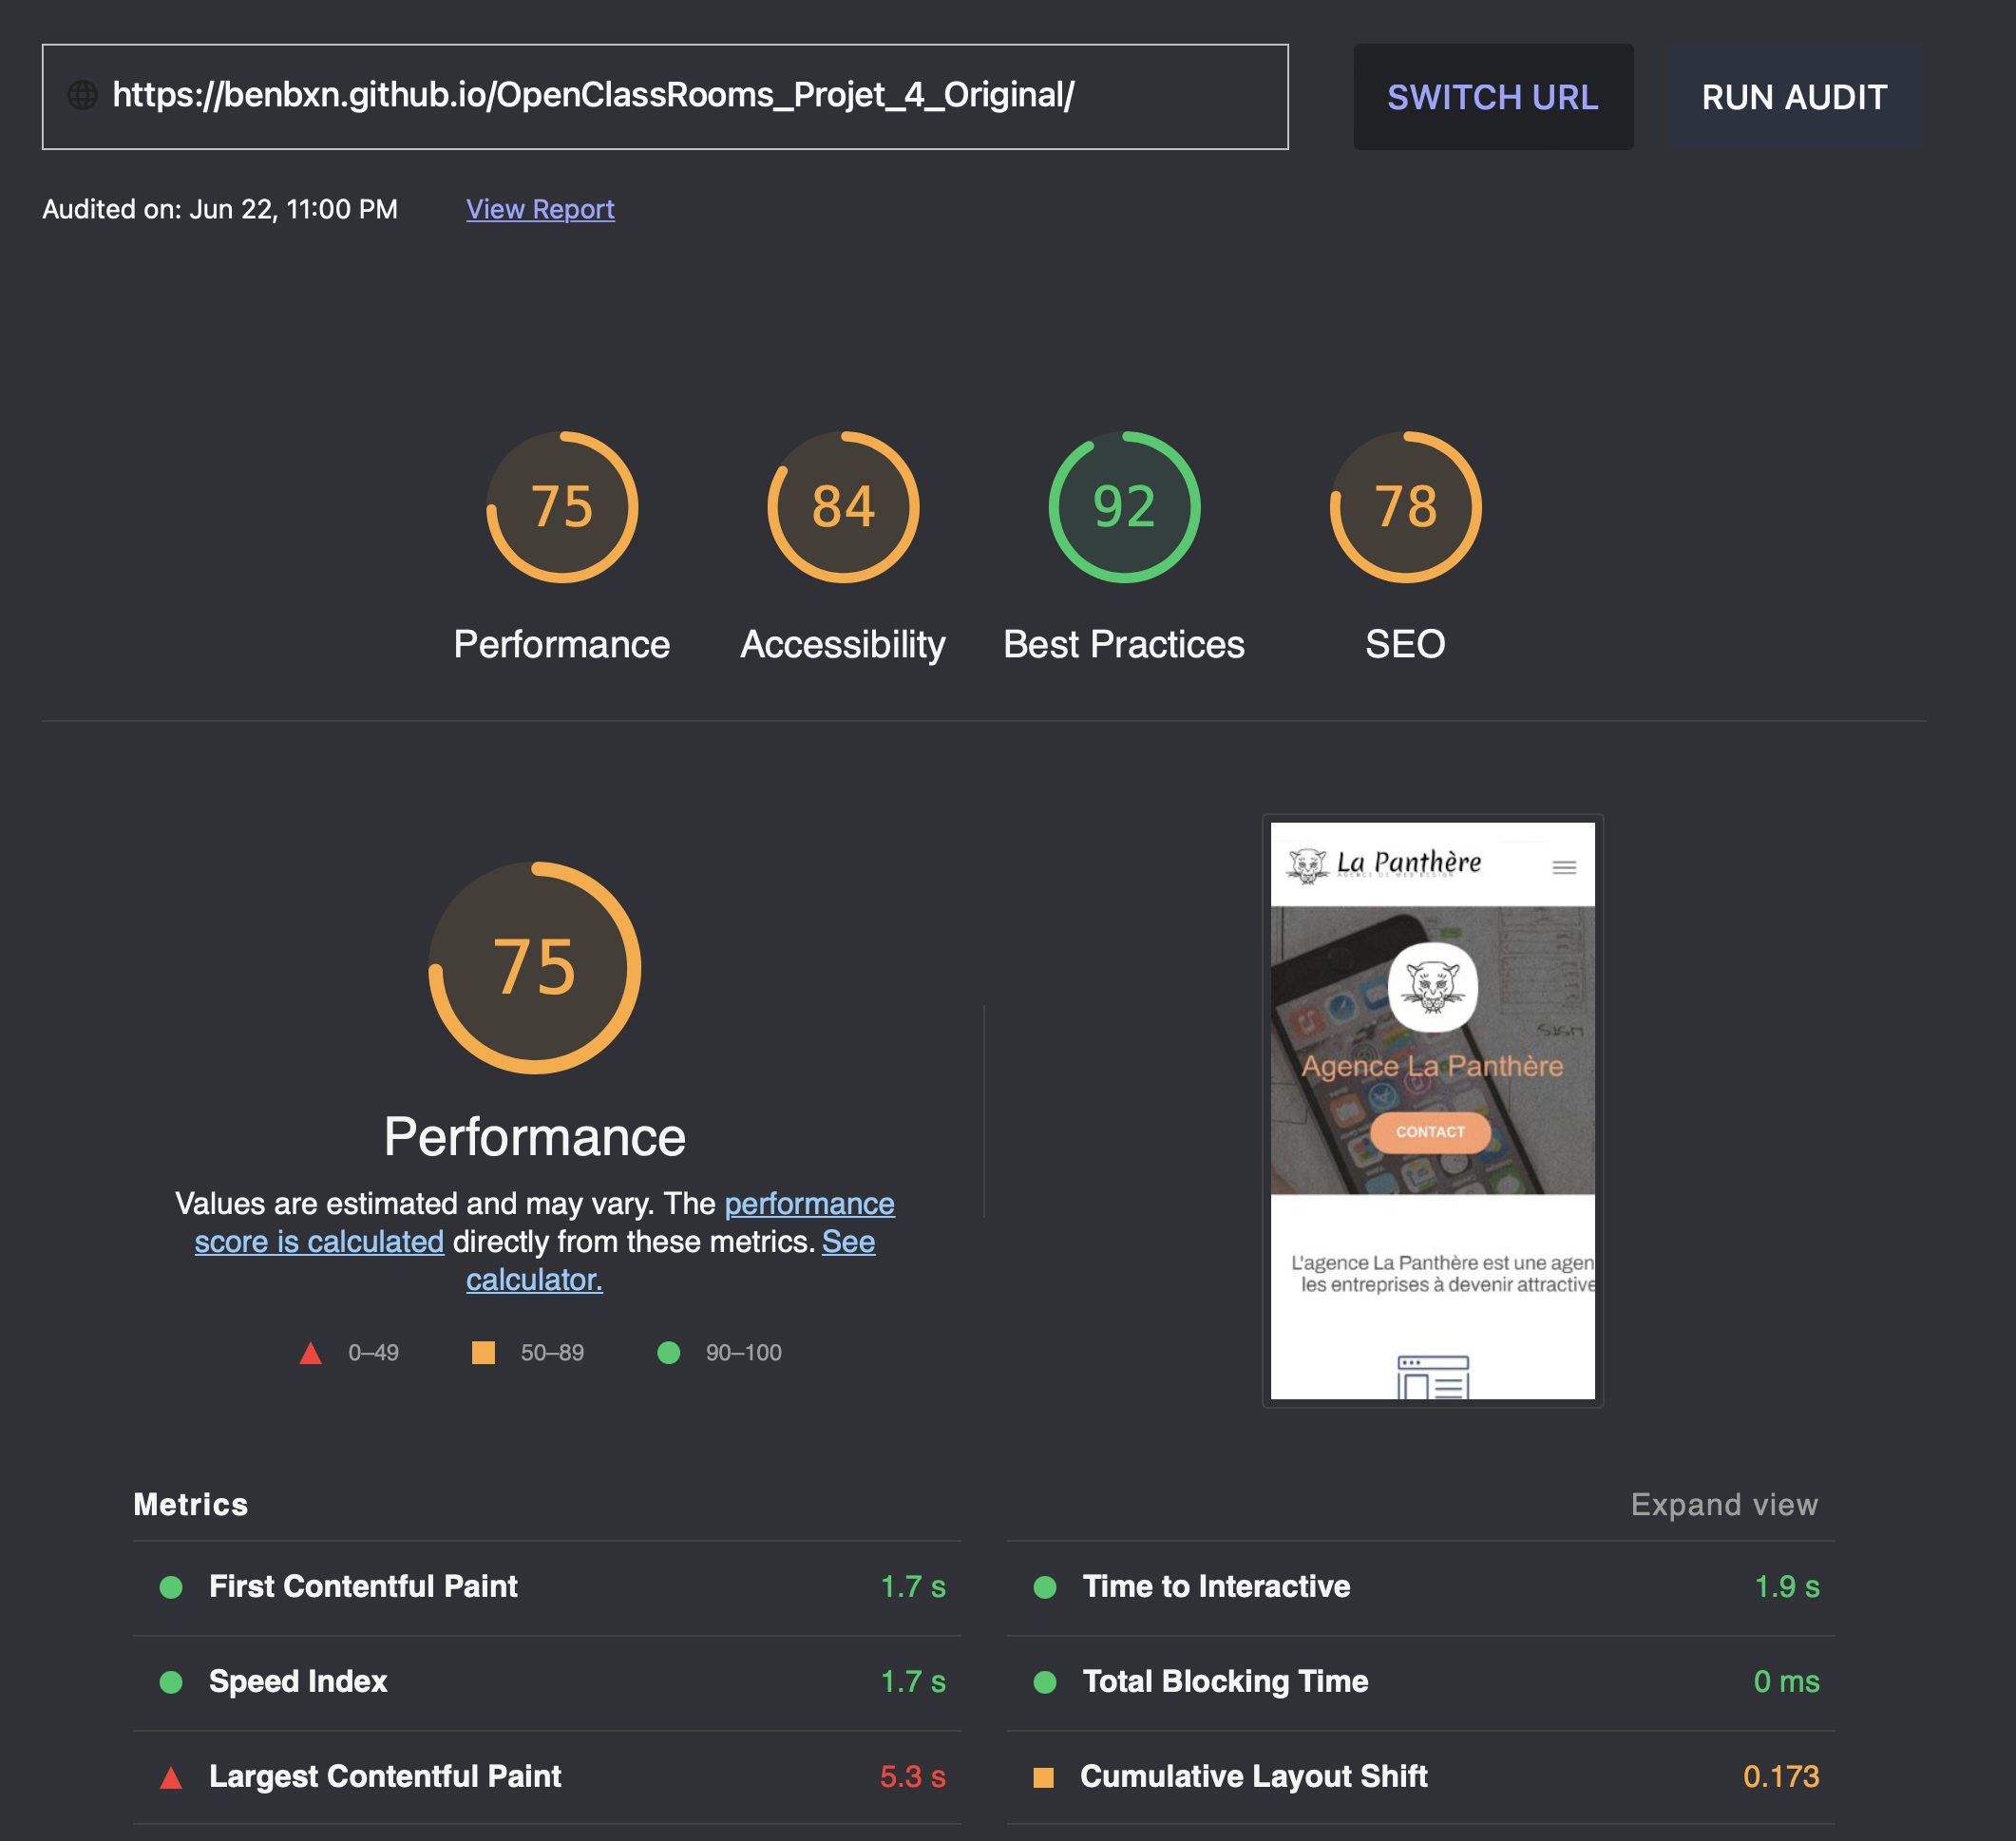 https://benbxn.github.io/OpenClassRooms_Projet_4_Original/
SWITCH URL
RUN AUDIT
Audited on: Jun 22, 11:00 PM
View Report
75
84
92
78
Performance
Accessibility
Best Practices
SEO
75
Performance
Values are estimated and may vary. The performance
score is calculated directly from these metrics. See
calculator.
0–49
50–89
90–100
La Panthère
AGENCE DE WEB DESIGN
Agence La Panthère
CONTACT
L'agence La Panthère est une agen
les entreprises à devenir attractive
Metrics
Expand view
First Contentful Paint
1.7 s
Time to Interactive
1.9 s
Speed Index
1.7 s
Total Blocking Time
0 ms
Largest Contentful Paint
5.3 s
Cumulative Layout Shift
0.173